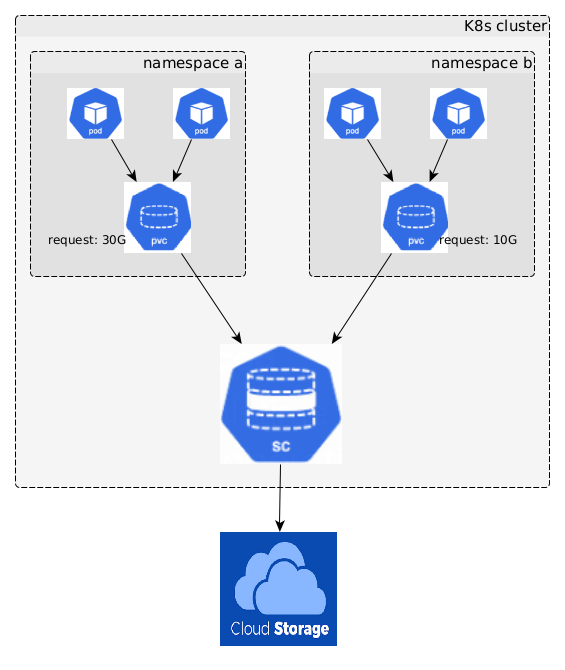 K8s cluster
namespace a
namespace b
pod
pod
pod
pod
pvc
pvc
request: 30G
request: 10G
SC
Cloud Storage